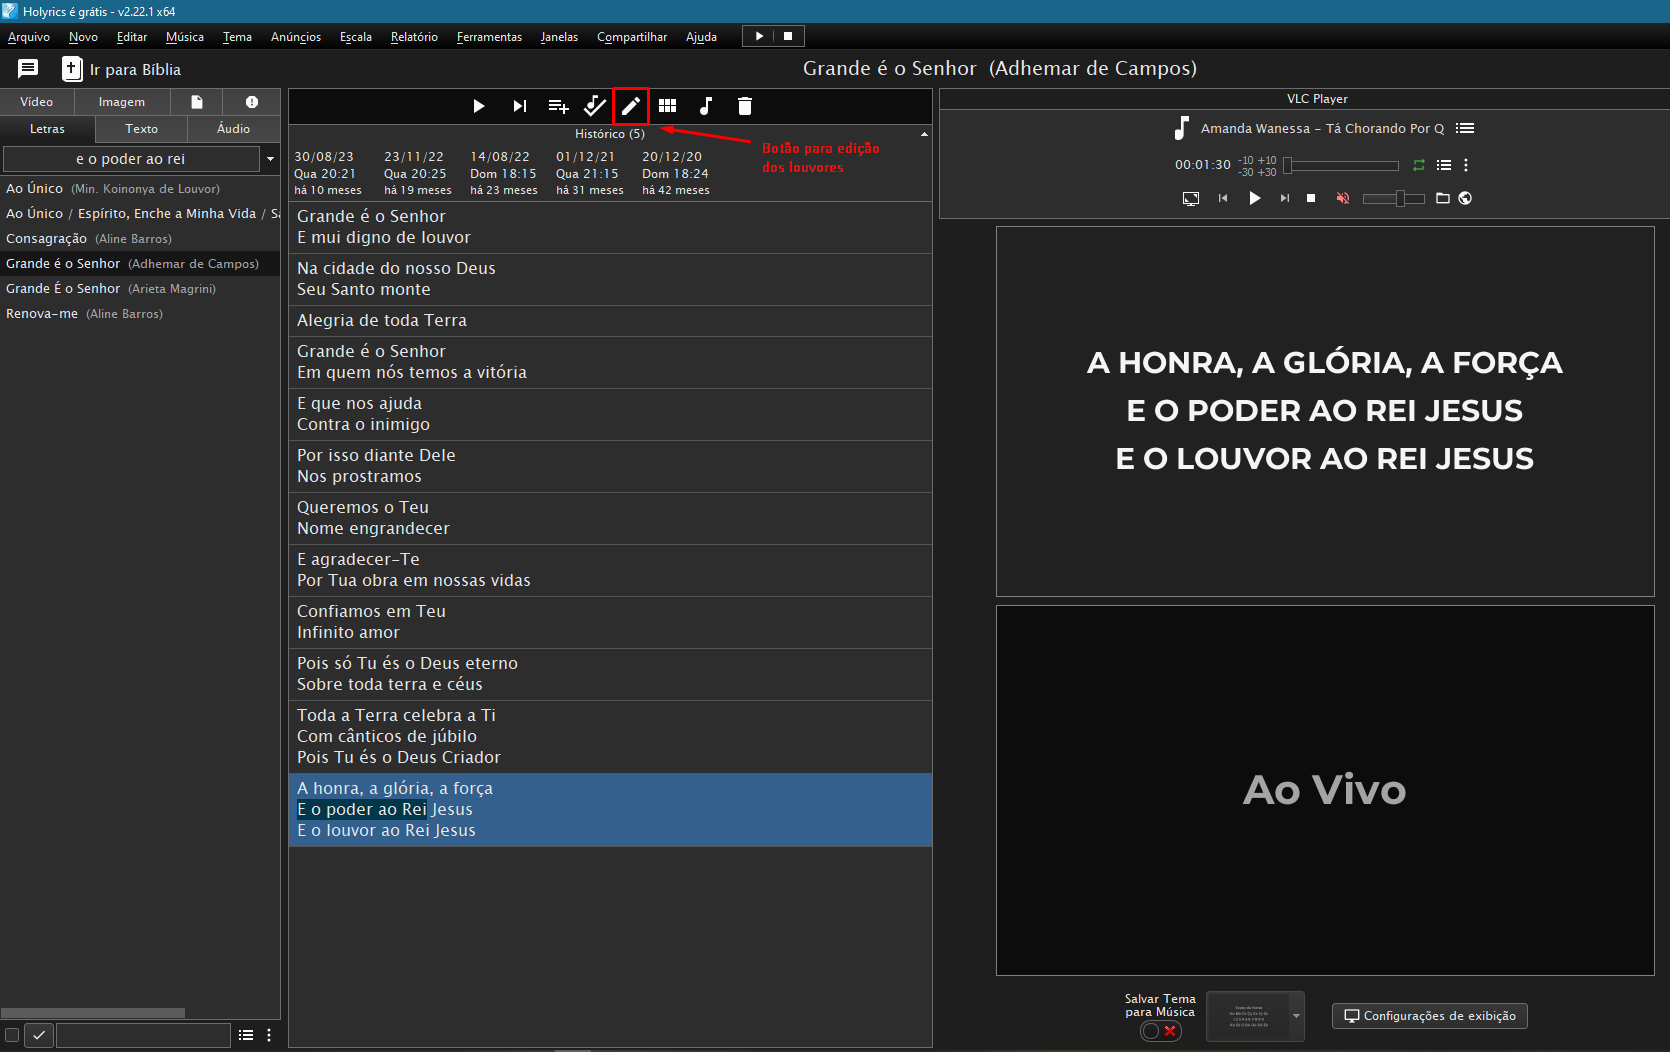 Holyrics é grátis - v2.22.1 x64
Arquivo Novo Editar Música Tema Anúncios Escala Relatório Ferramentas Janelas Compartilhar Ajuda
Ir para Bíblia
Grande é o Senhor (Adhemar de Campos)
Vídeo Imagem
Letras Texto Áudio
e o poder ao rei
Ao Único (Min. Koinonya de Louvor)
Ao Único / Espírito, Enche a Minha Vida / Sa
Consagração (Aline Barros)
Grande é o Senhor (Adhemar de Campos)
Grande É o Senhor (Arieta Magrini)
Renova-me (Aline Barros)
Histórico (5)
30/08/23 23/11/22 14/08/22 01/12/21 20/12/20
Qua 20:21 Qua 20:25 Dom 18:15 Qua 21:15 Dom 18:24
há 10 meses há 19 meses há 23 meses há 31 meses há 42 meses
Botão para edição
dos louvores
Grande é o Senhor
E mui digno de louvor
Na cidade do nosso Deus
Seu Santo monte
Alegria de toda Terra
Grande é o Senhor
Em quem nós temos a vitória
E que nos ajuda
Contra o inimigo
Por isso diante Dele
Nos prostramos
Queremos o Teu
Nome engrandecer
E agradecer-Te
Por Tua obra em nossas vidas
Confiamos em Teu
Infinito amor
Pois só Tu és o Deus eterno
Sobre toda terra e céus
Toda a Terra celebra a Ti
Com cânticos de júbilo
Pois Tu és o Deus Criador
A honra, a glória, a força
E o poder ao Rei Jesus
E o louvor ao Rei Jesus
VLC Player
Amanda Wanessa - Tá Chorando Por Q
00:01:30 -10 +10
-30 +30
A HONRA, A GLÓRIA, A FORÇA
E O PODER AO REI JESUS
E O LOUVOR AO REI JESUS
Ao Vivo
Salvar Tema
para Música
Configurações de exibição